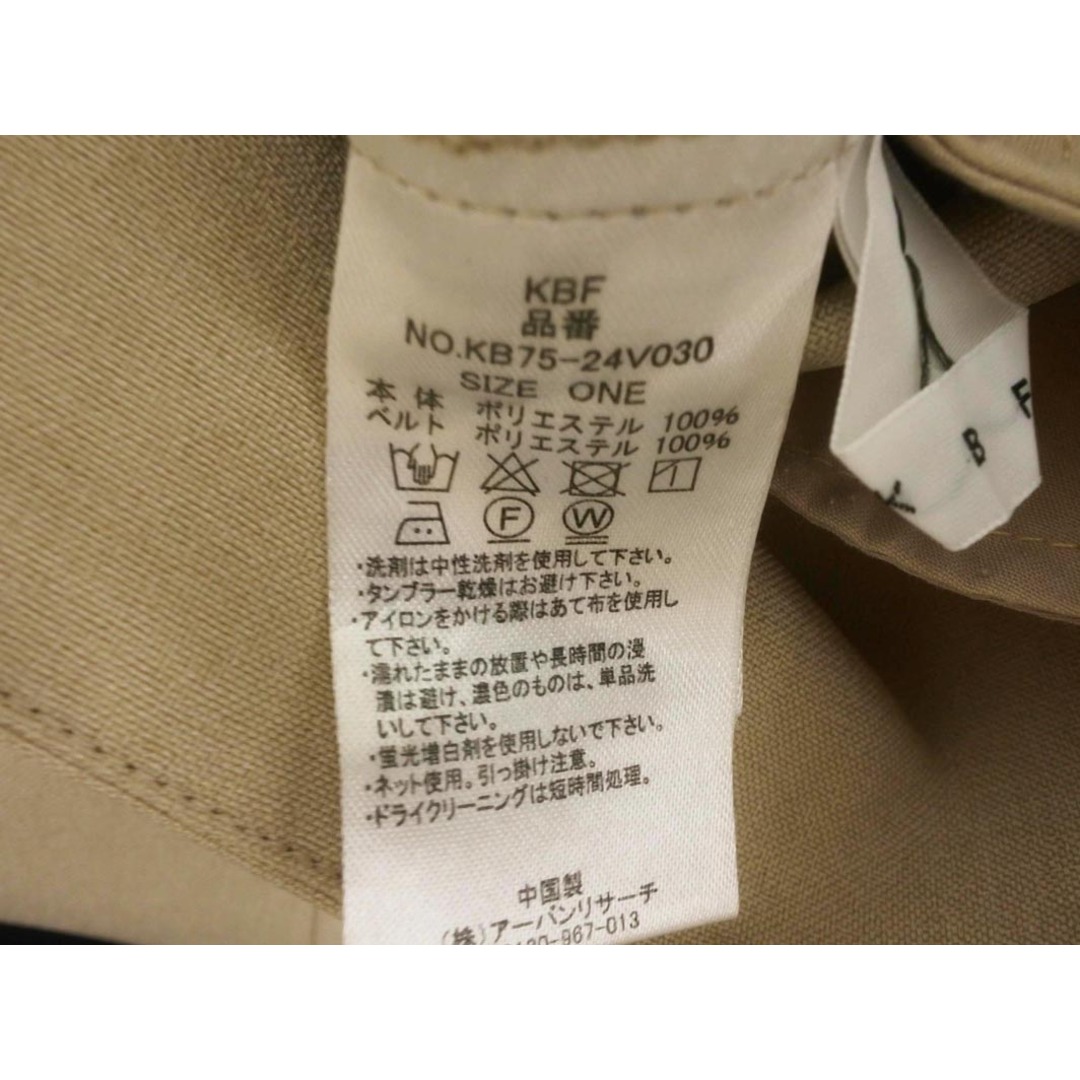 KBF
品番
NO.KB75-24V030
SIZE ONE
本体 ポリエステル 100%
ベルト ポリエステル 100%
F W
・洗剤は中性洗剤を使用して下さい。
・タンブラー乾燥はお避け下さい。
・アイロンをかける際はあて布を使用し
て下さい。
・濡れたままの放置や長時間の浸
漬は避け、濃色のものは、単品洗
いして下さい。
・蛍光増白剤を使用しないで下さい。
・ネット使用。引っ掛け注意。
・ドライクリーニングは短時間処理。
中国製
(株)アーバンリサーチ
-967-013
B F